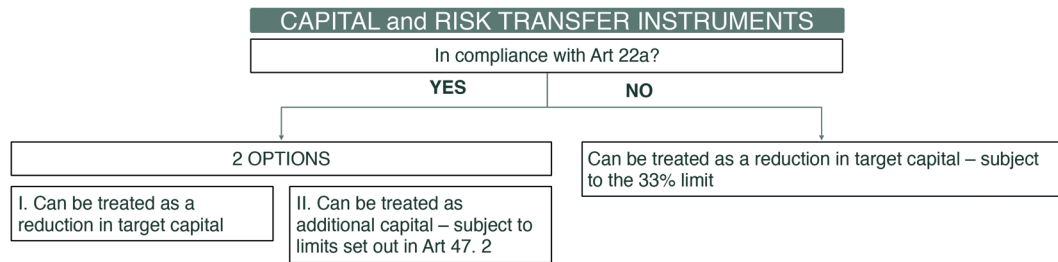 CAPITAL and RISK TRANSFER INSTRUMENTS
In compliance with Art 22a?
YES
NO
2 OPTIONS
Can be treated as a reduction in target capital – subject
to the 33% limit
I. Can be treated as a
reduction in target capital
II. Can be treated as
additional capital – subject to
limits set out in Art 47. 2